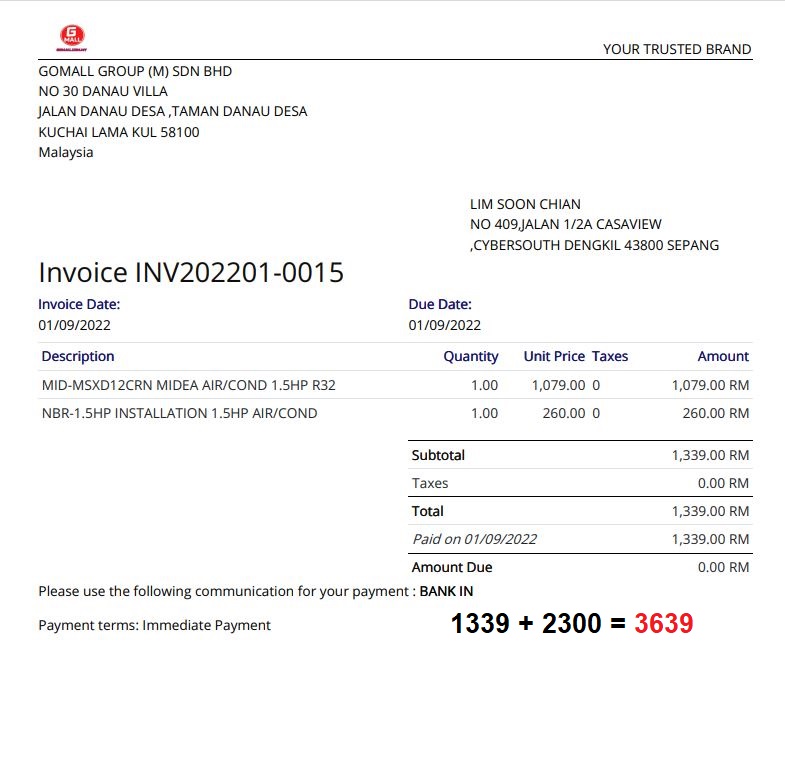 G
MALL
YOUR TRUSTED BRAND
GOMALL GROUP (M) SDN BHD
NO 30 DANAU VILLA
JALAN DANAU DESA ,TAMAN DANAU DESA
KUCHAI LAMA KUL 58100
Malaysia
LIM SOON CHIAN
NO 409,JALAN 1/2A CASAVIEW
,CYBERSOUTH DENGKIL 43800 SEPANG
Invoice INV202201-0015
Invoice Date: Due Date:
01/09/2022 01/09/2022
Description Quantity Unit Price Taxes Amount
MID-MSXD12CRN MIDEA AIR/COND 1.5HP R32 1.00 1,079.00 0 1,079.00 RM
NBR-1.5HP INSTALLATION 1.5HP AIR/COND 1.00 260.00 0 260.00 RM
Subtotal 1,339.00 RM
Taxes 0.00 RM
Total 1,339.00 RM
Paid on 01/09/2022 1,339.00 RM
Amount Due 0.00 RM
Please use the following communication for your payment : BANK IN
Payment terms: Immediate Payment
1339 + 2300 = 3639